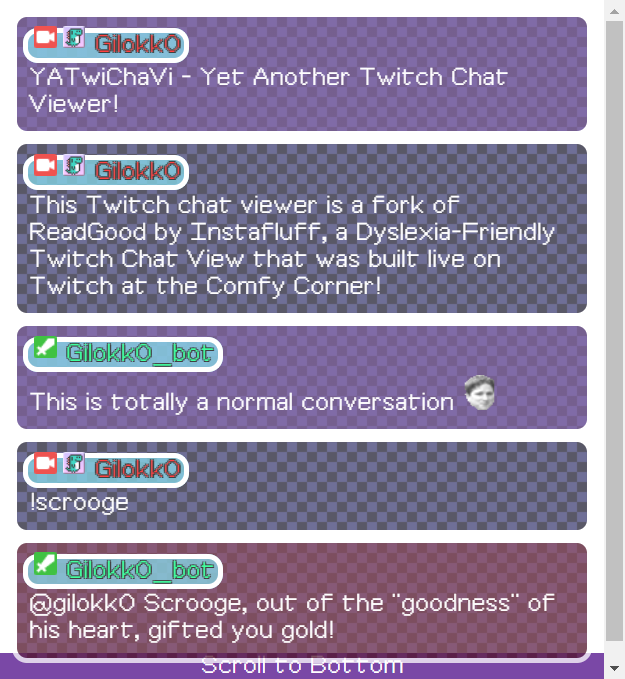 Gilokk0
YATwiChaVi - Yet Another Twitch Chat
Viewer!
Gilokk0
This Twitch chat viewer is a fork of
ReadGood by Instafluff, a Dyslexia-Friendly
Twitch Chat View that was built live on
Twitch at the Comfy Corner!
Gilokk0_bot
This is totally a normal conversation
Gilokk0
!scrooge
Gilokk0_bot
@gilokk0 Scrooge, out of the "goodness" of
his heart, gifted you gold!
Scroll to Bottom